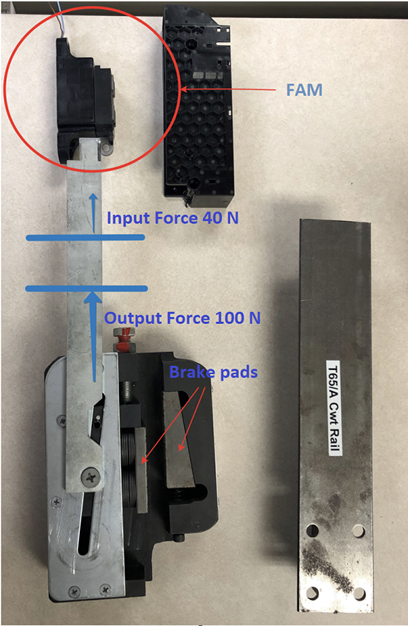 FAM
Input Force 40 N
Output Force 100 N
Brake pads
T65/A Cwt Rail